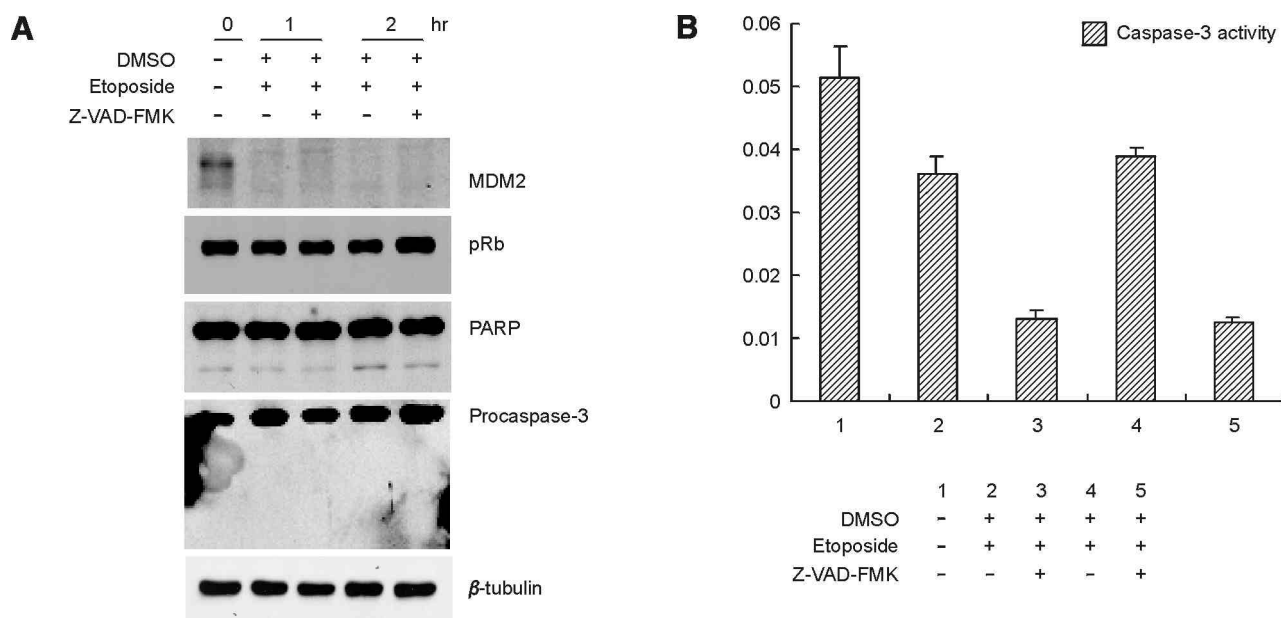 A
0 1 2 hr
DMSO - + + + +
Etoposide - + + + +
Z-VAD-FMK - - + - +
MDM2
pRb
PARP
Procaspase-3
β-tubulin
B
Caspase-3 activity
0.06
0.05
0.04
0.03
0.02
0.01
0
1 2 3 4 5
1 2 3 4 5
DMSO - + + + +
Etoposide - + + + +
Z-VAD-FMK - - + - +